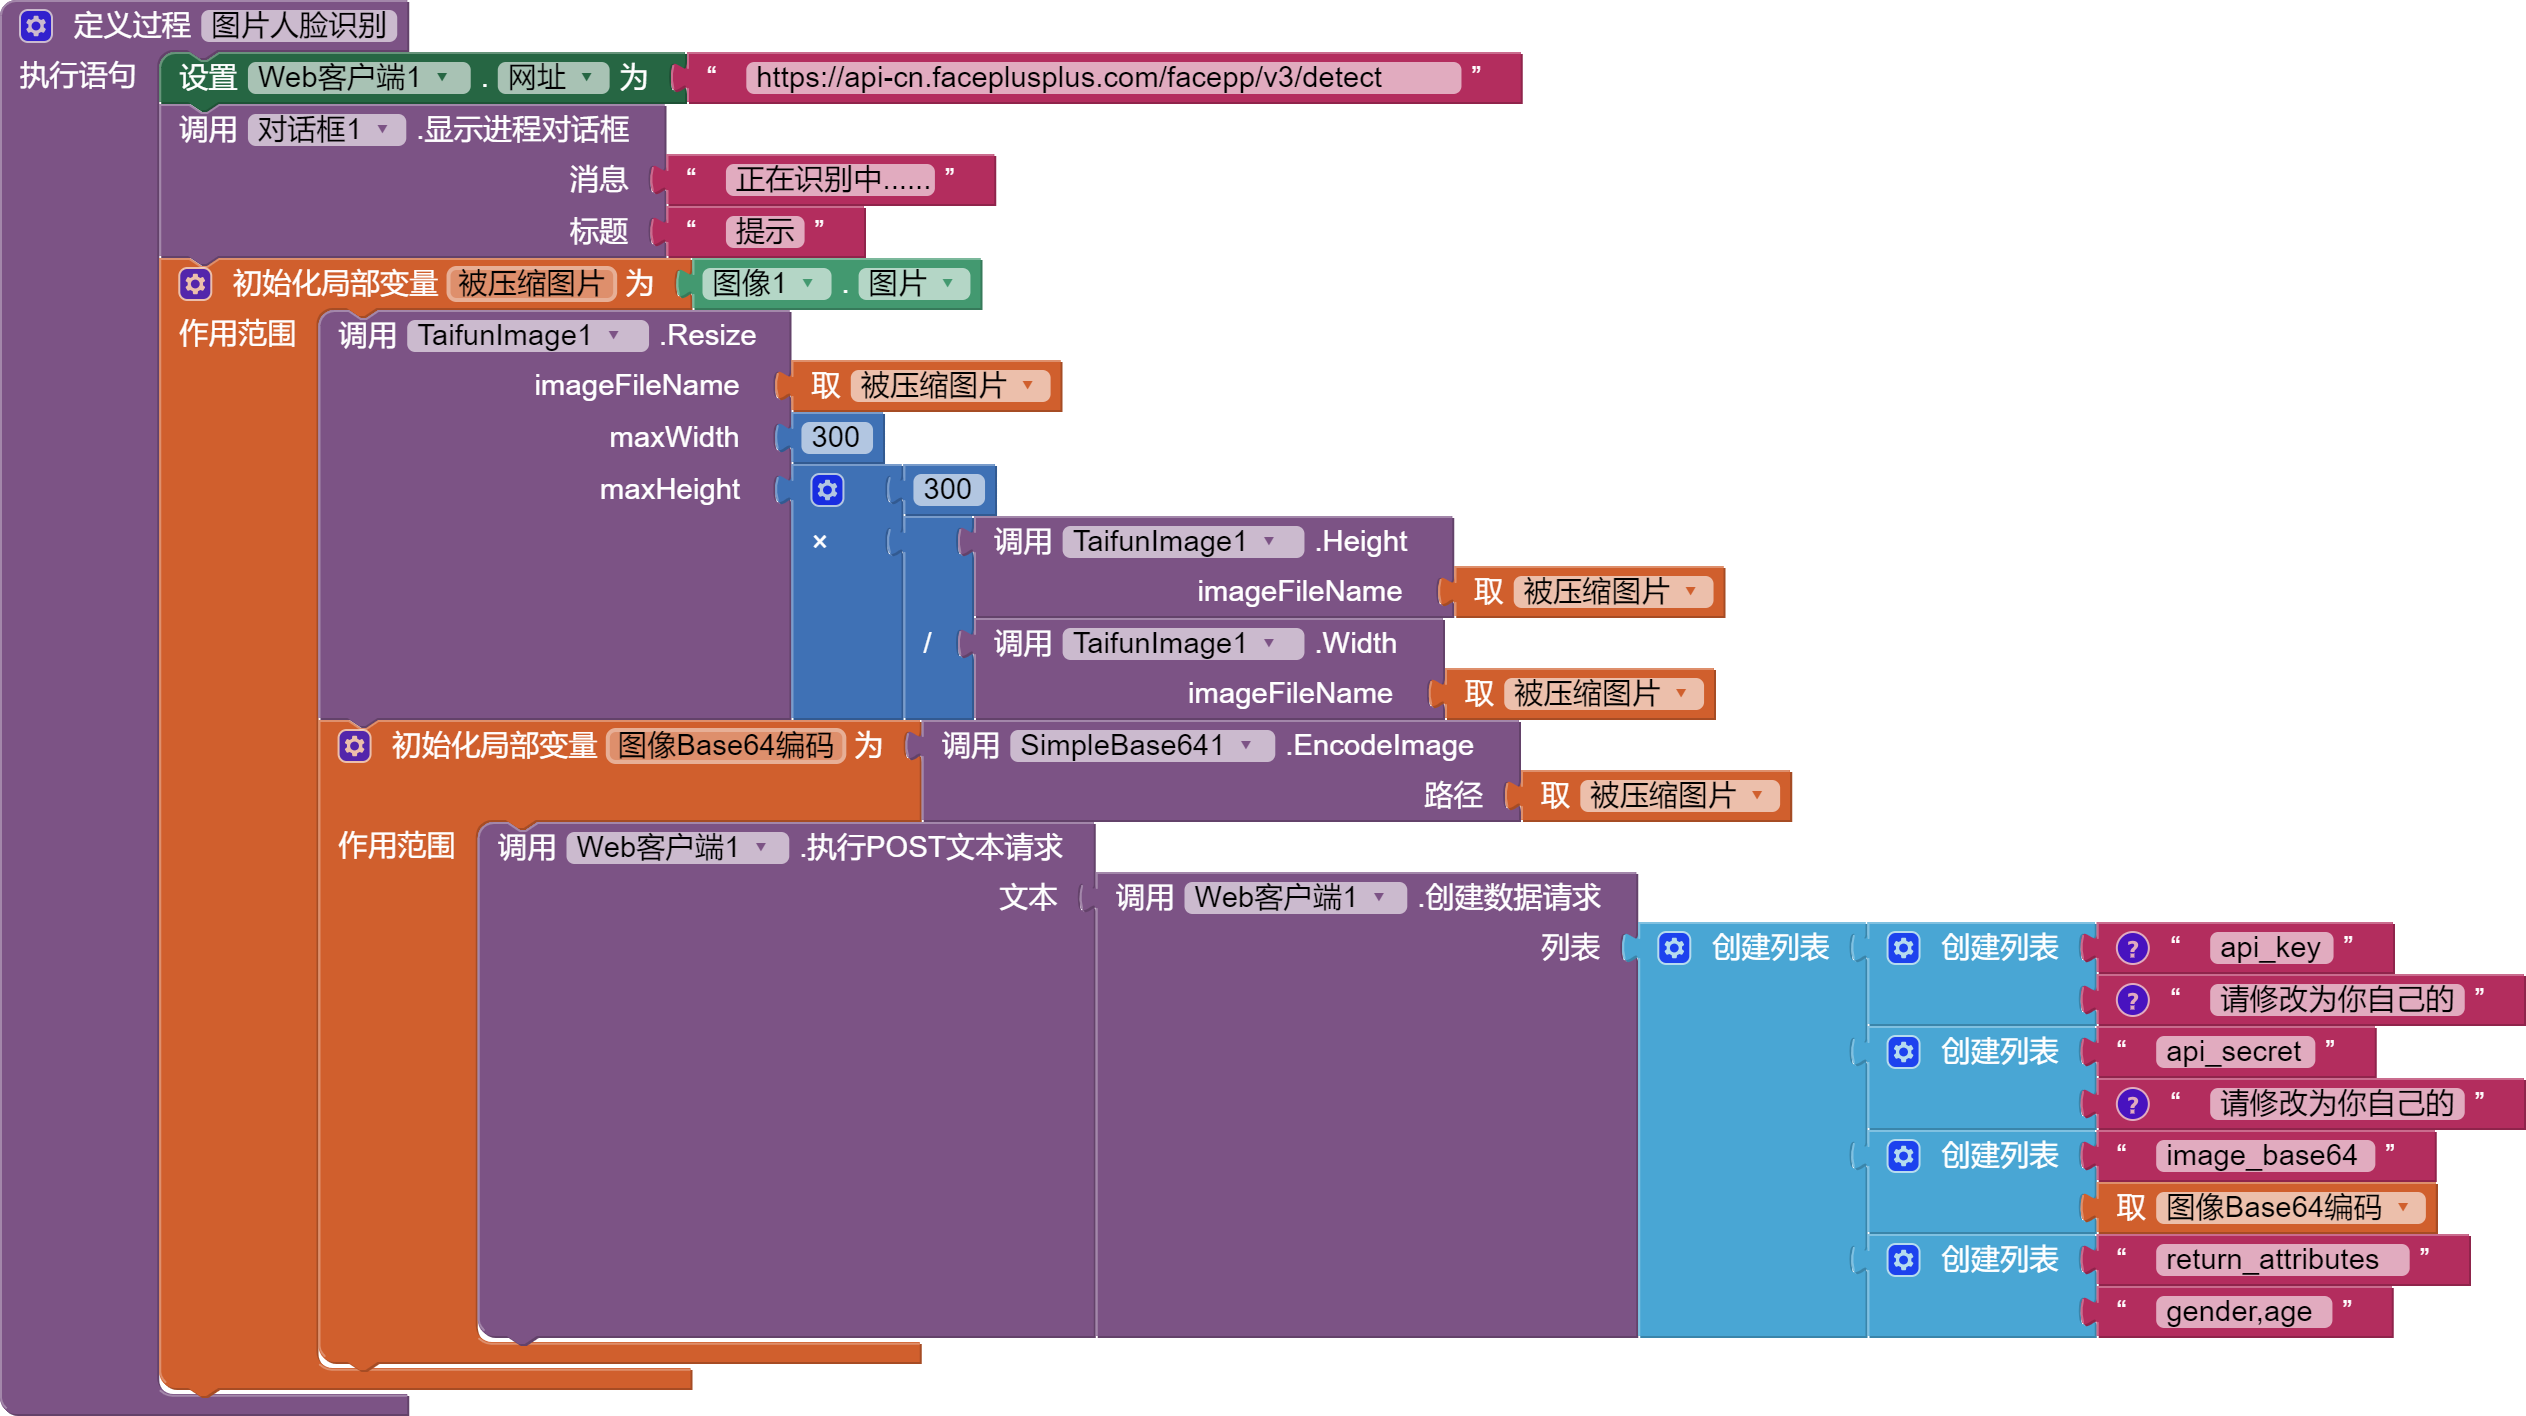 定义过程 图片人脸识别
执行语句 设置 Web客户端1 . 网址 为 “ https://api-cn.faceplusplus.com/facepp/v3/detect ”
调用 对话框1 .显示进程对话框
消息 “ 正在识别中...... ”
标题 “ 提示 ”
初始化局部变量 被压缩图片 为 图像1 . 图片
作用范围 调用 TaifunImage1 .Resize
imageFileName 取 被压缩图片
maxWidth 300
maxHeight 300
× 调用 TaifunImage1 .Height
imageFileName 取 被压缩图片
/ 调用 TaifunImage1 .Width
imageFileName 取 被压缩图片
初始化局部变量 图像Base64编码 为 调用 SimpleBase641 .EncodeImage
路径 取 被压缩图片
作用范围 调用 Web客户端1 .执行POST文本请求
文本 调用 Web客户端1 .创建数据请求
列表 创建列表 创建列表 ? “ api_key ”
? “ 请修改为你自己的 ”
创建列表 “ api_secret ”
? “ 请修改为你自己的 ”
创建列表 “ image_base64 ”
取 图像Base64编码
创建列表 “ return_attributes ”
“ gender,age ”